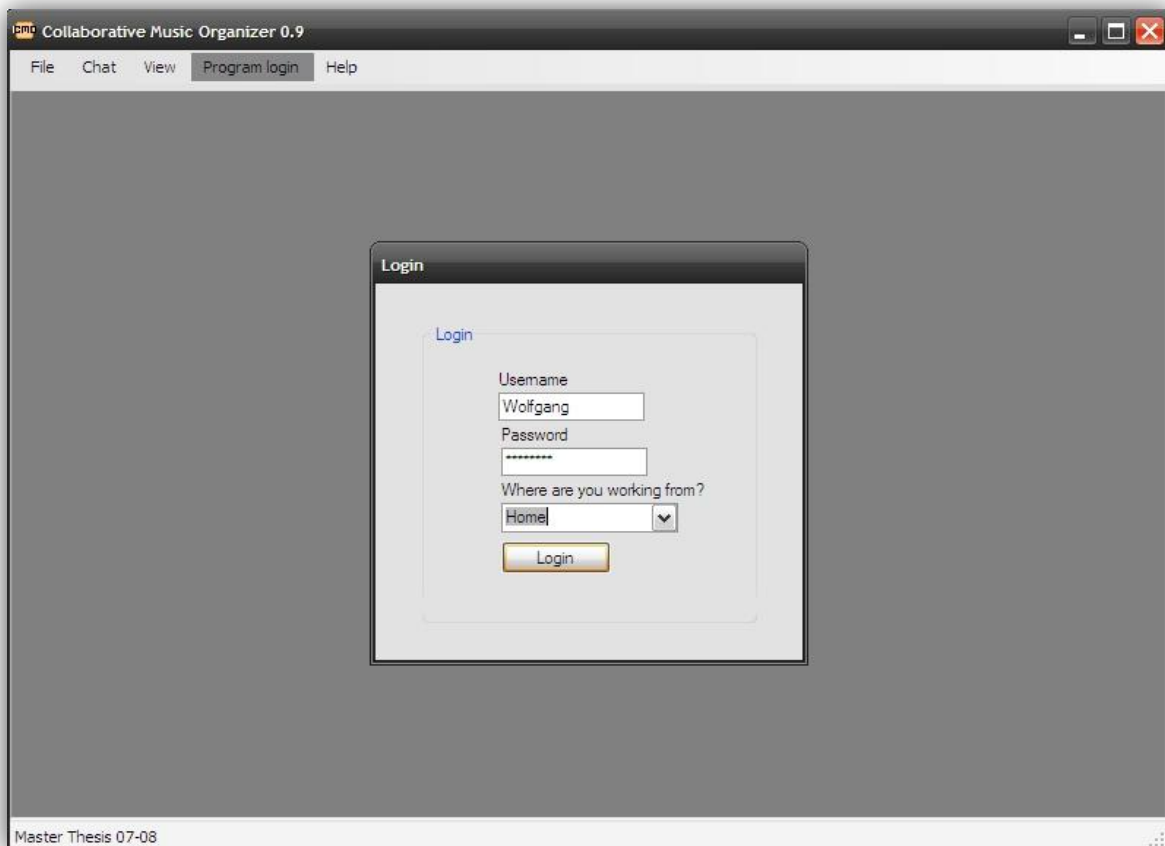 CMO Collaborative Music Organizer 0.9
File Chat View Program login Help
Login
Login
Username
Wolfgang
Password
********
Where are you working from?
Home
Login
Master Thesis 07-08